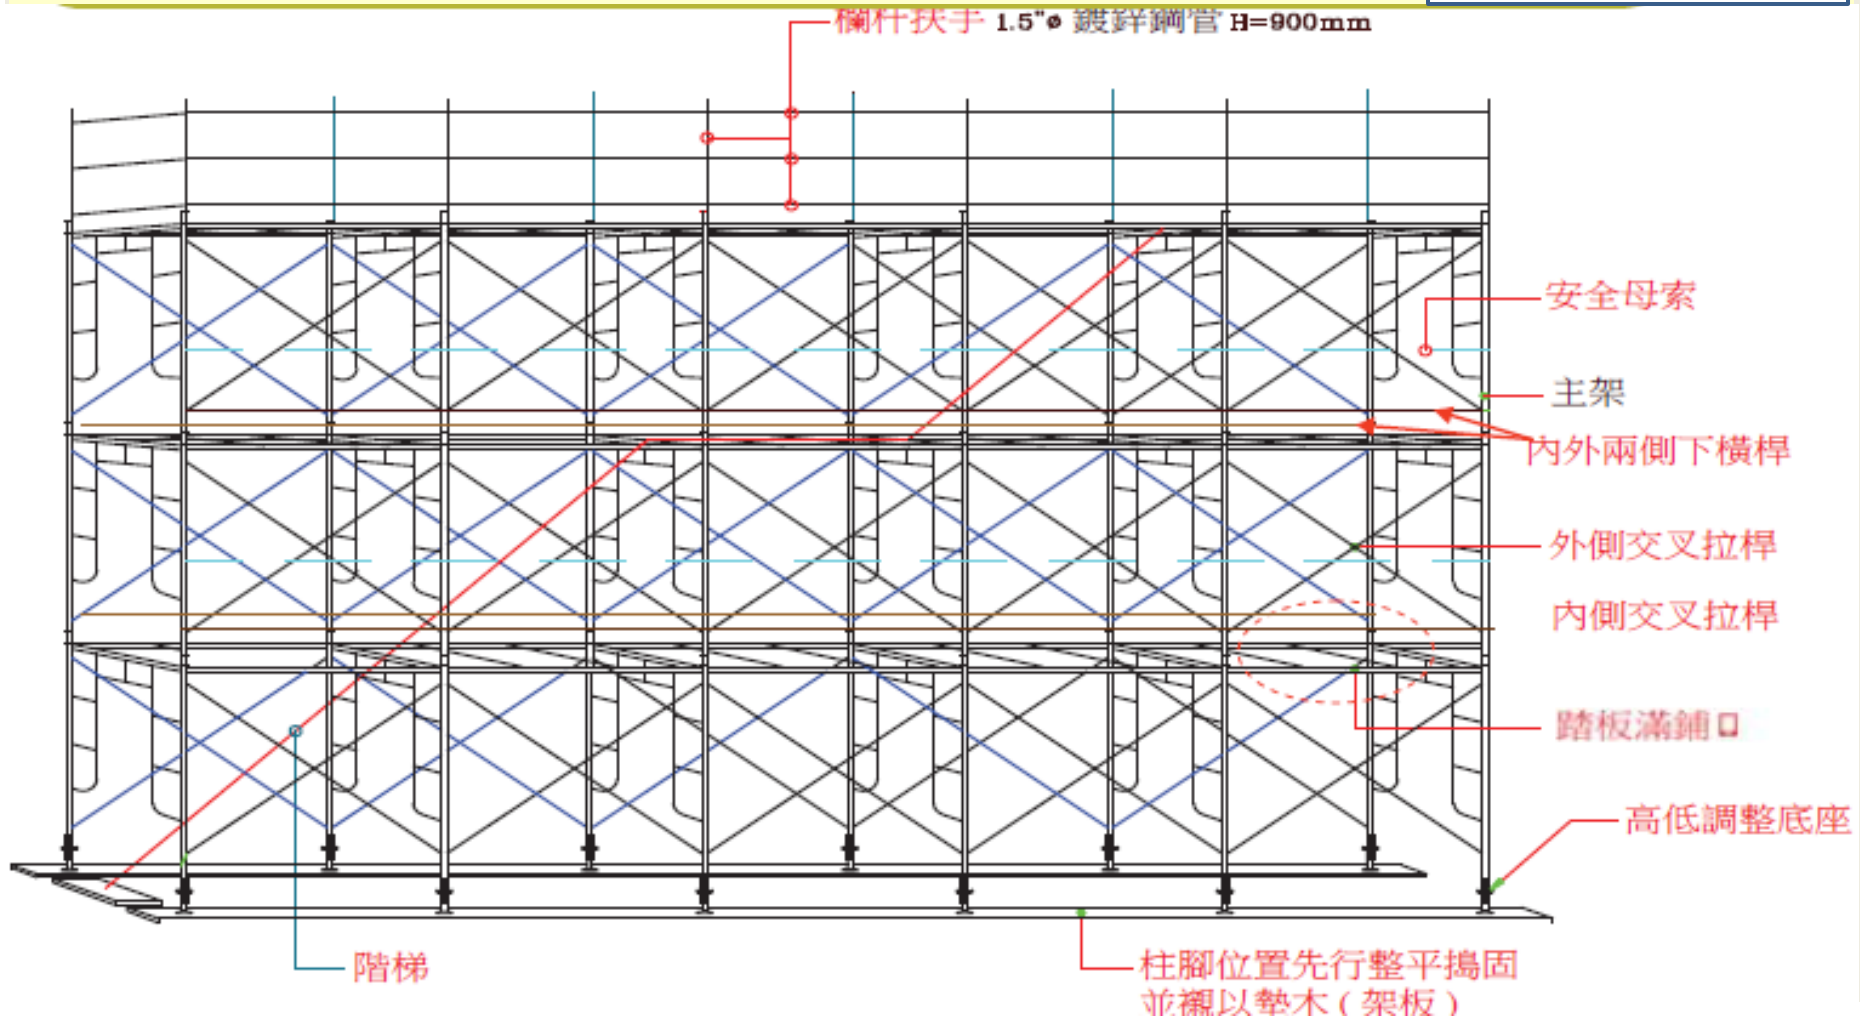 欄杆扶手 1.5"ø 鍍鋅鋼管 H=900mm
安全母索
主架
內外兩側下橫桿
外側交叉拉桿
內側交叉拉桿
踏板滿鋪
高低調整底座
階梯
柱腳位置先行整平搗固
並襯以墊木(架板)